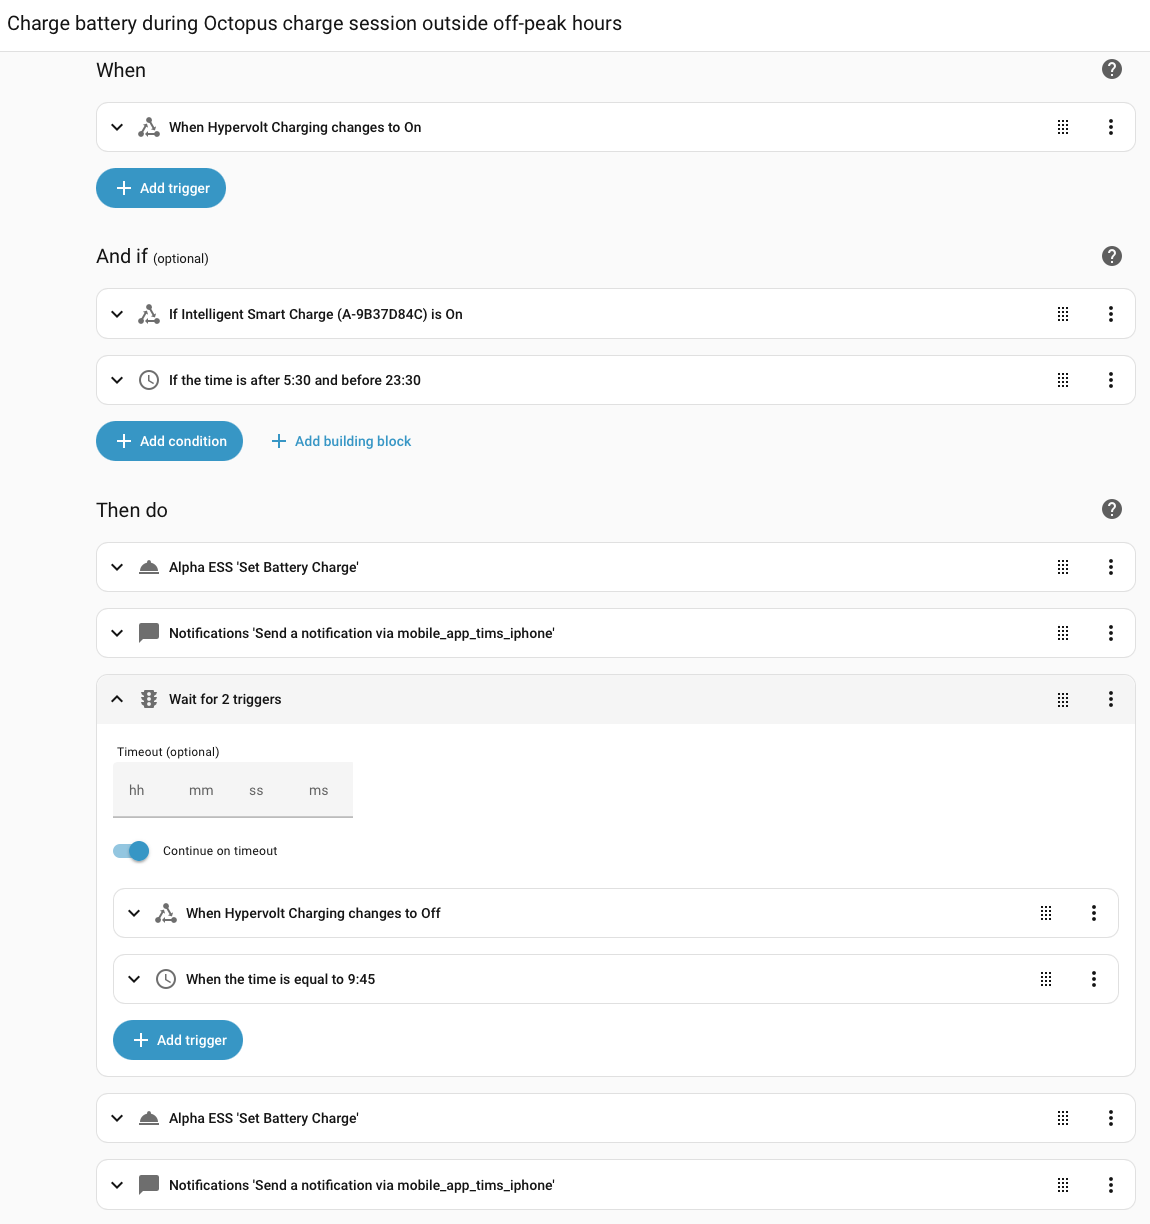 Charge battery during Octopus charge session outside off-peak hours
When
When Hypervolt Charging changes to On
Add trigger
And if (optional)
If Intelligent Smart Charge (A-9B37D84C) is On
If the time is after 5:30 and before 23:30
Add condition
Add building block
Then do
Alpha ESS 'Set Battery Charge'
Notifications 'Send a notification via mobile_app_tims_iphone'
Wait for 2 triggers
Timeout (optional)
hh mm ss ms
Continue on timeout
When Hypervolt Charging changes to Off
When the time is equal to 9:45
Add trigger
Alpha ESS 'Set Battery Charge'
Notifications 'Send a notification via mobile_app_tims_iphone'